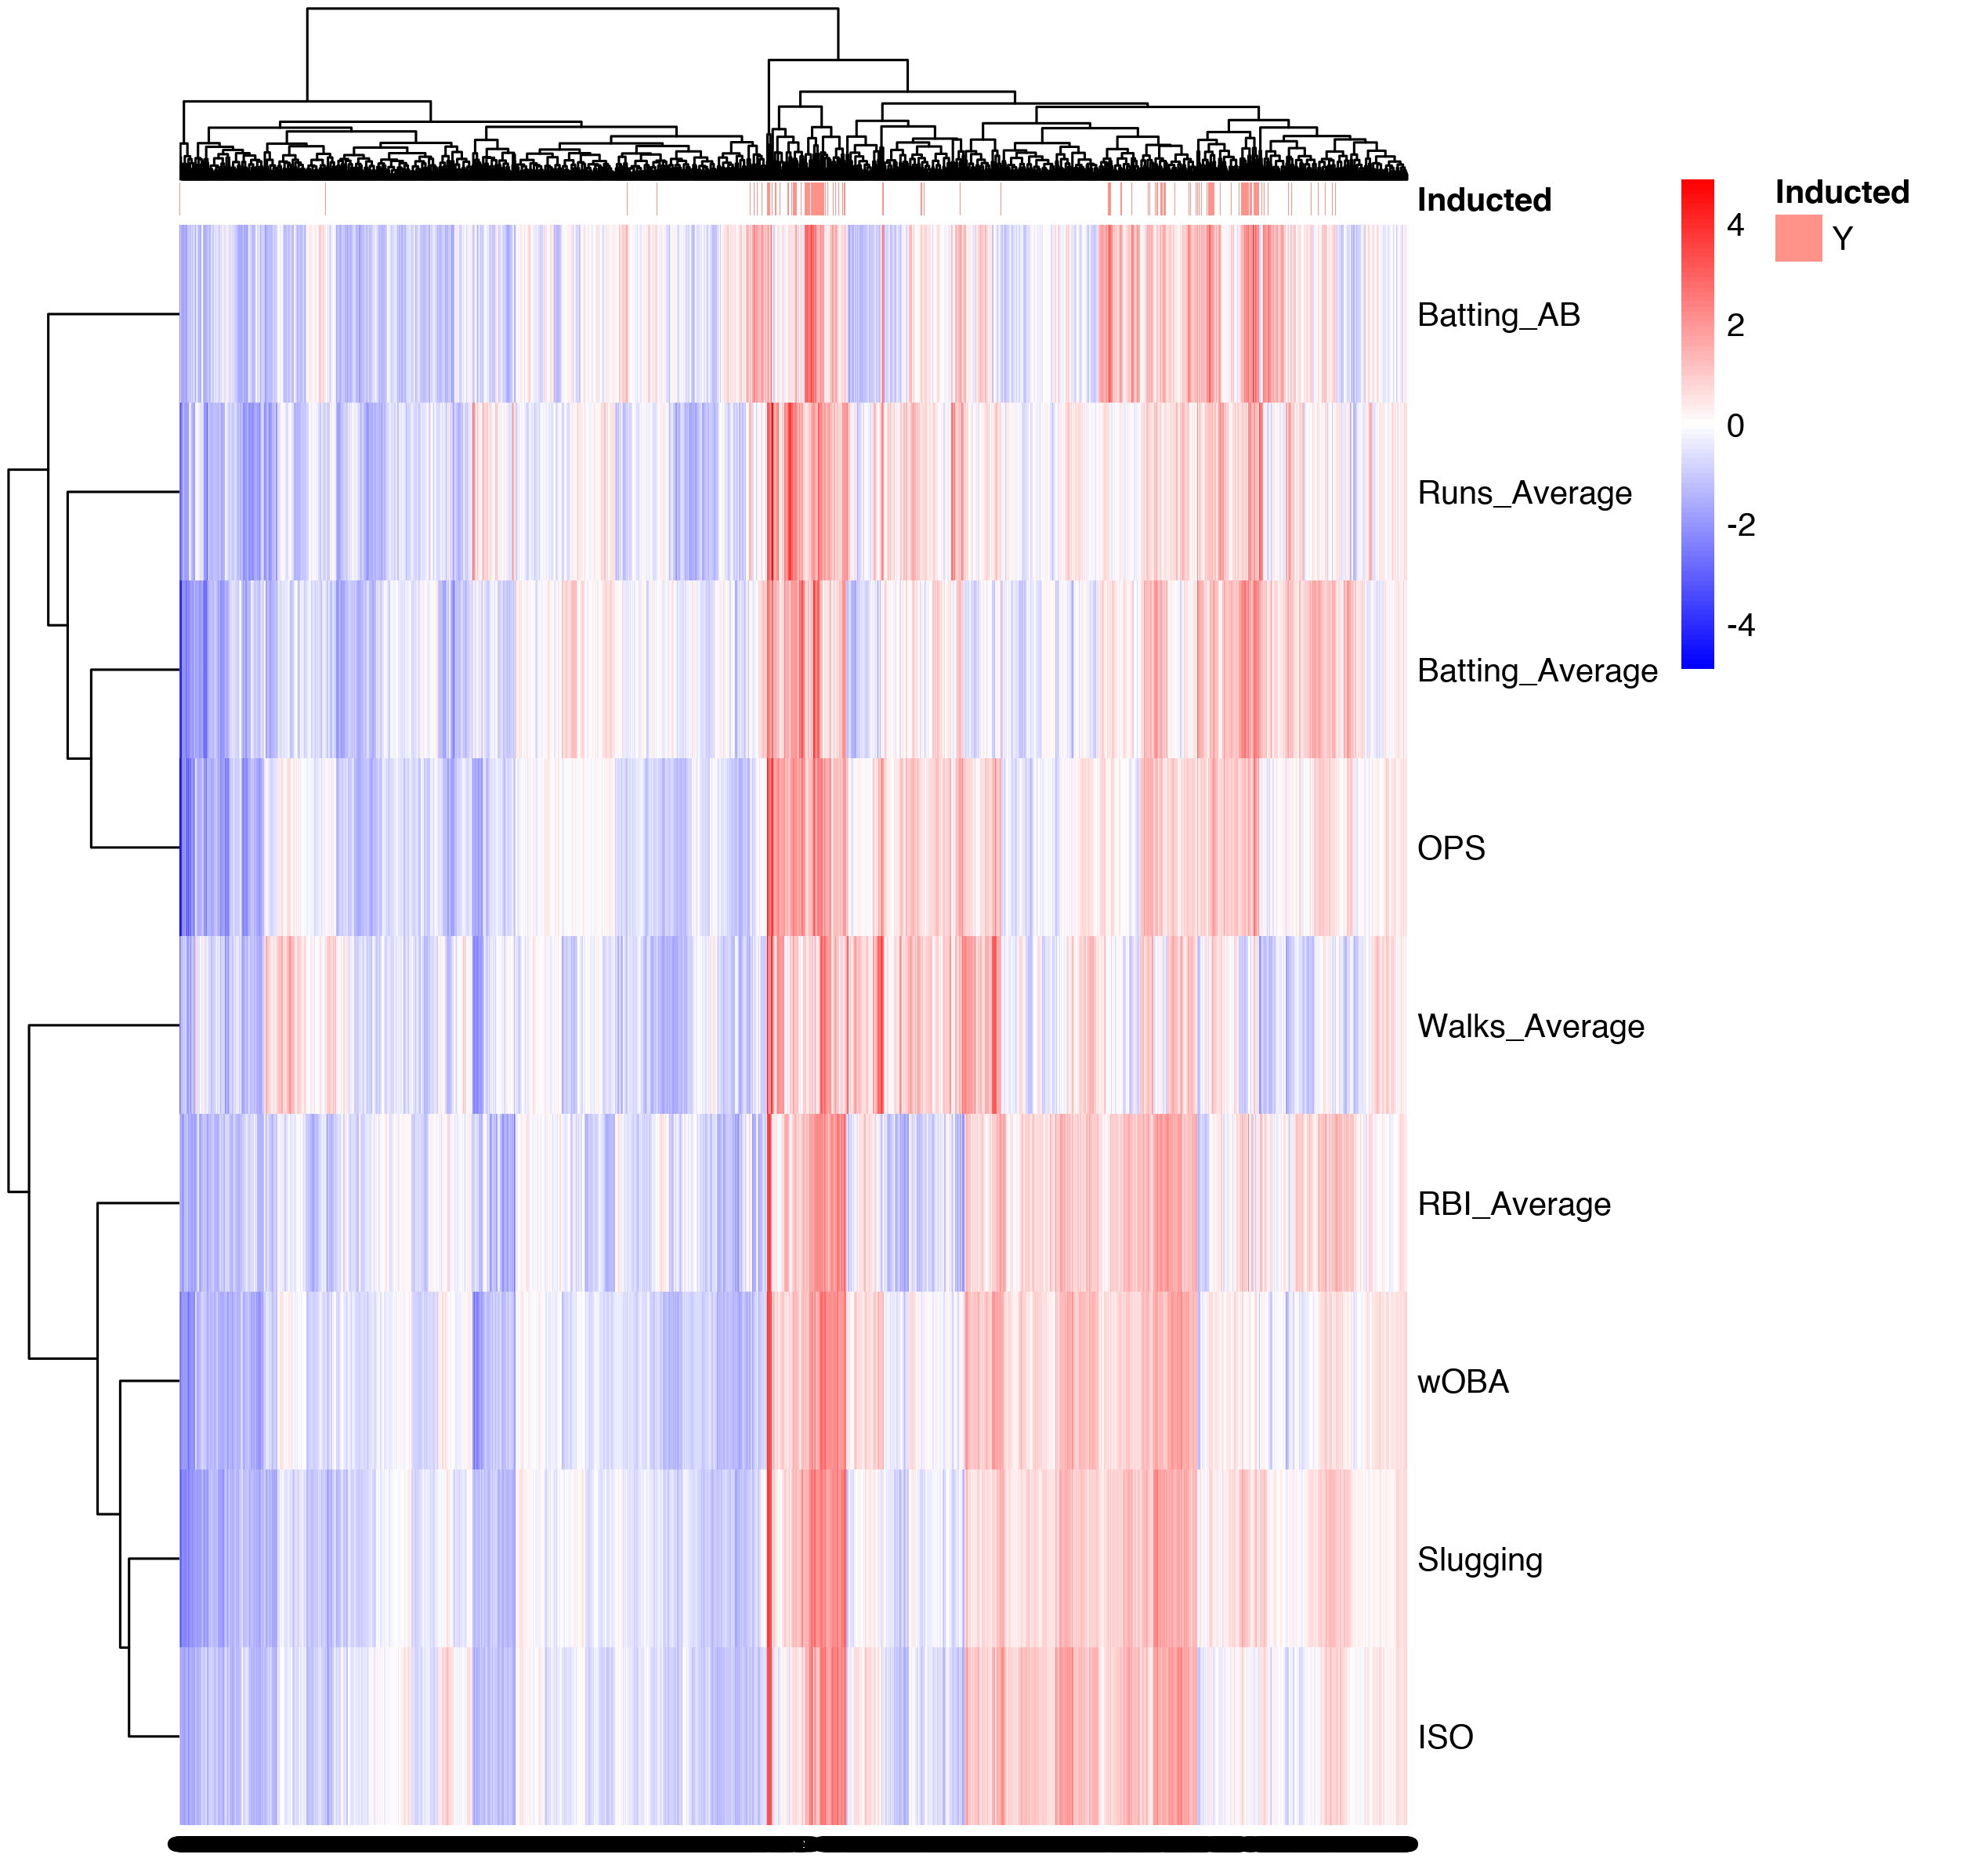 Inducted
Batting_AB
Runs_Average
Batting_Average
OPS
Walks_Average
RBI_Average
wOBA
Slugging
ISO
4
2
0
-2
-4
Inducted
Y